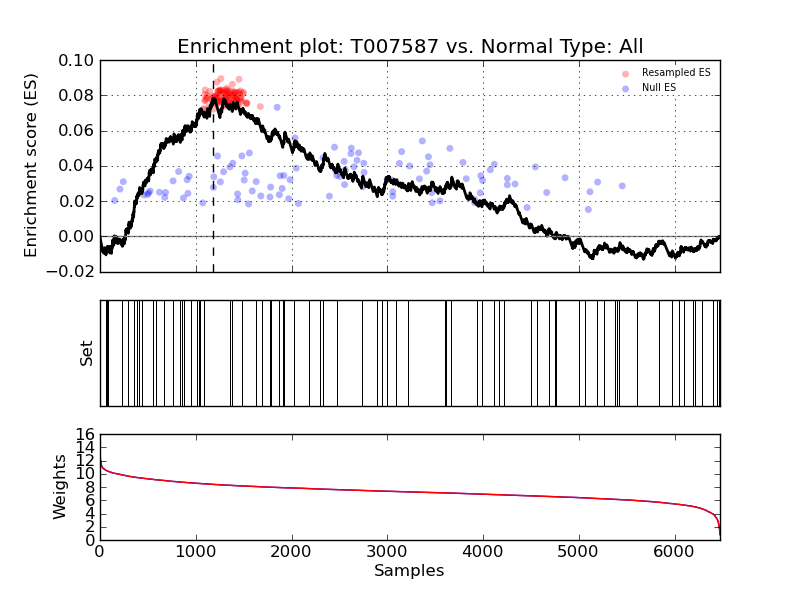 Enrichment plot: T007587 vs. Normal Type: All
Enrichment score (ES)
0.10
0.08
0.06
0.04
0.02
0.00
−0.02
Resampled ES
Null ES
Set
Weights
16
14
12
10
8
6
4
2
0
0 1000 2000 3000 4000 5000 6000
Samples